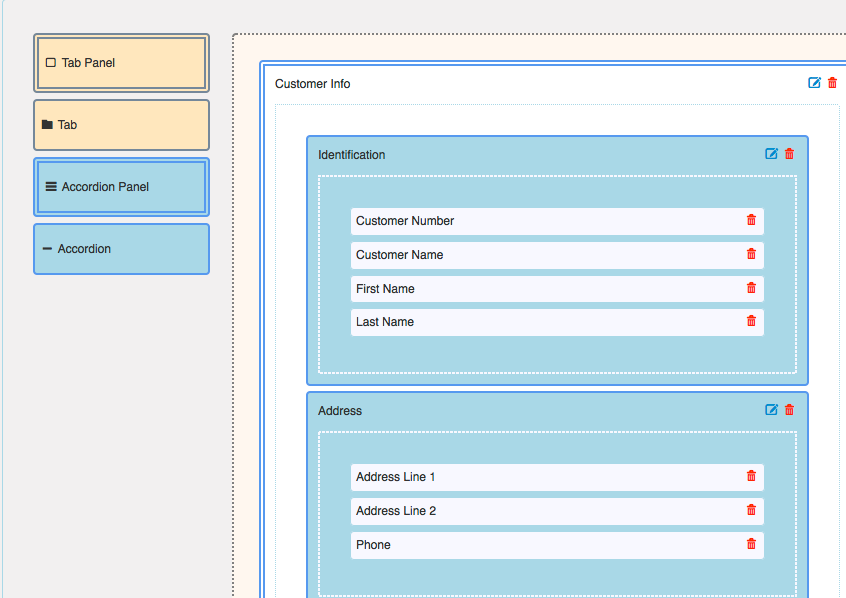 Tab Panel
Tab
Accordion Panel
Accordion
Customer Info
Identification
Customer Number
Customer Name
First Name
Last Name
Address
Address Line 1
Address Line 2
Phone